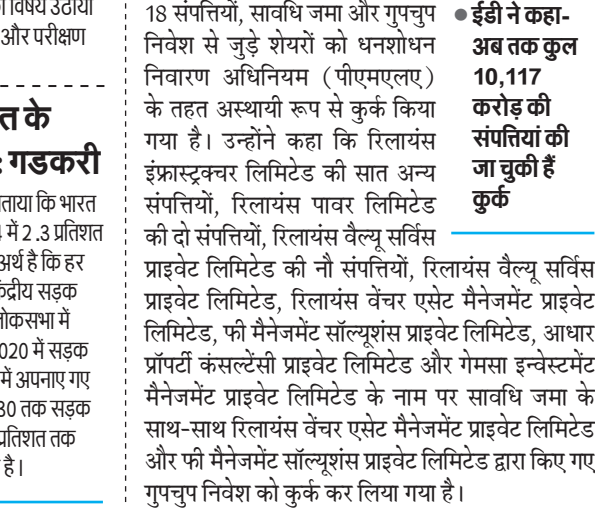 ा विषय उठाया
और परीक्षण
त के
: गडकरी
ताया कि भारत
में 2.3 प्रतिशत
अर्थ है कि हर
केंद्रीय सड़क
लोकसभा में
020 में सड़क
में अपनाए गए
30 तक सड़क
प्रतिशत तक
है।
18 संपत्तियों, सावधि जमा और गुपचुप
निवेश से जुड़े शेयरों को धनशोधन
निवारण अधिनियम (पीएमएलए)
के तहत अस्थायी रूप से कुर्क किया
गया है। उन्होंने कहा कि रिलायंस
इंफ्रास्ट्रक्चर लिमिटेड की सात अन्य
संपत्तियों, रिलायंस पावर लिमिटेड
की दो संपत्तियों, रिलायंस वैल्यू सर्विस
प्राइवेट लिमिटेड की नौ संपत्तियों, रिलायंस वैल्यू सर्विस
प्राइवेट लिमिटेड, रिलायंस वेंचर एसेट मैनेजमेंट प्राइवेट
लिमिटेड, फी मैनेजमेंट सॉल्यूशंस प्राइवेट लिमिटेड, आधार
प्रॉपर्टी कंसल्टेंसी प्राइवेट लिमिटेड और गेमसा इन्वेस्टमेंट
मैनेजमेंट प्राइवेट लिमिटेड के नाम पर सावधि जमा के
साथ-साथ रिलायंस वेंचर एसेट मैनेजमेंट प्राइवेट लिमिटेड
और फी मैनेजमेंट सॉल्यूशंस प्राइवेट लिमिटेड द्वारा किए गए
गुपचुप निवेश को कुर्क कर लिया गया है।
● ईडी ने कहा-
अब तक कुल
10,117
करोड़ की
संपत्तियां की
जा चुकी हैं
कुर्क